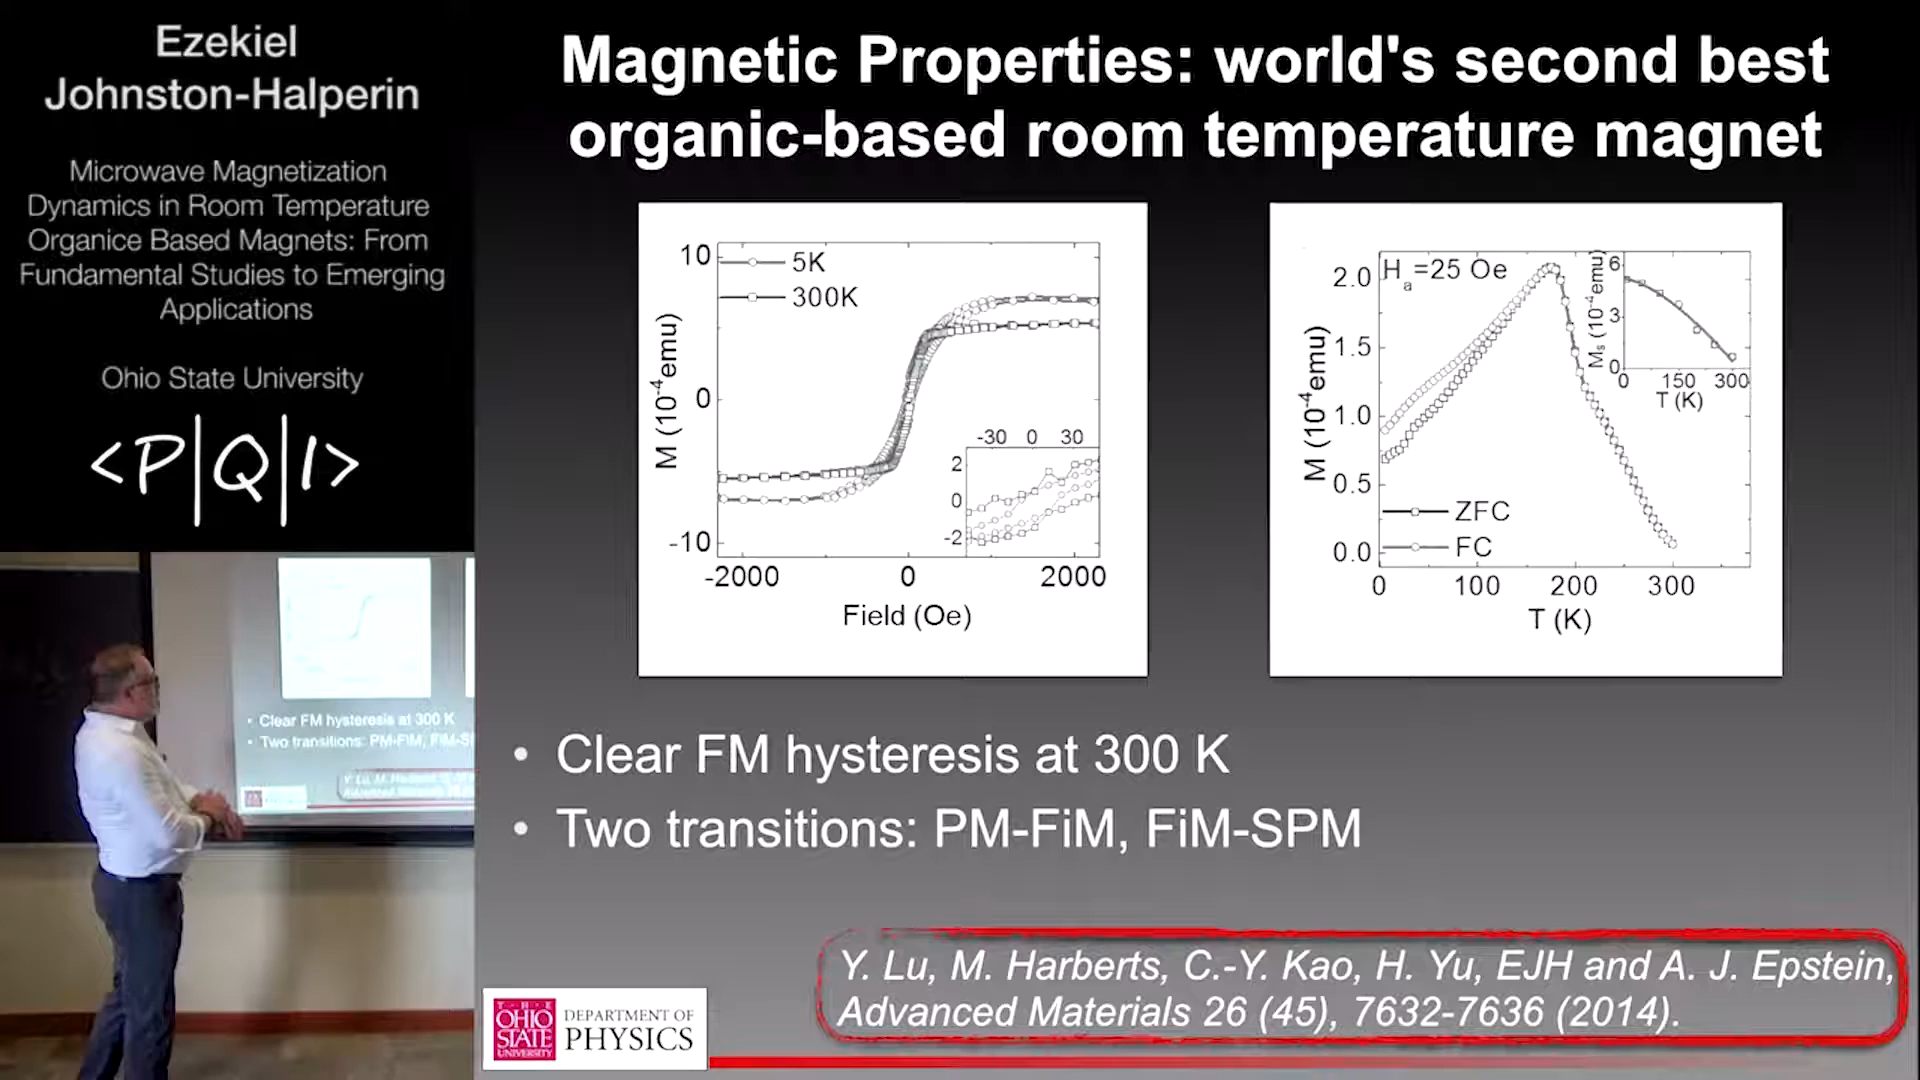 Ezekiel
Johnston-Halperin
Microwave Magnetization
Dynamics in Room Temperature
Organice Based Magnets: From
Fundamental Studies to Emerging
Applications
Ohio State University
<P|Q|I>
Magnetic Properties: world's second best
organic-based room temperature magnet
10
5K
300K
M (10-4emu)
0
-10
-30 0 30
2
0
-2
-2000 0 2000
Field (Oe)
Ha=25 Oe
2.0
1.5
1.0
0.5
0.0
M (10-4emu)
6
3
0
Ms (10-4emu)
0 150 300
T (K)
ZFC
FC
0 100 200 300
T (K)
• Clear FM hysteresis at 300 K
• Two transitions: PM-FiM, FiM-SPM
Y. Lu, M. Harberts, C.-Y. Kao, H. Yu, EJH and A. J. Epstein,
Advanced Materials 26 (45), 7632-7636 (2014).
THE
OHIO
STATE
UNIVERSITY
DEPARTMENT OF
PHYSICS
• Clear FM hysteresis at 300 K
• Two transitions: PM-FiM, FiM-S